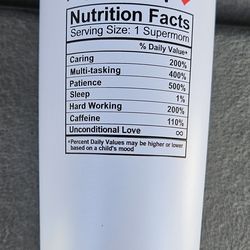 Nutrition Facts
Serving Size: 1 Supermom
% Daily Value*
Caring 200%
Multi-tasking 400%
Patience 500%
Sleep 1%
Hard Working 200%
Caffeine 110%
Unconditional Love ∞
*Percent Daily Values may be higher or lower
based on a child's mood